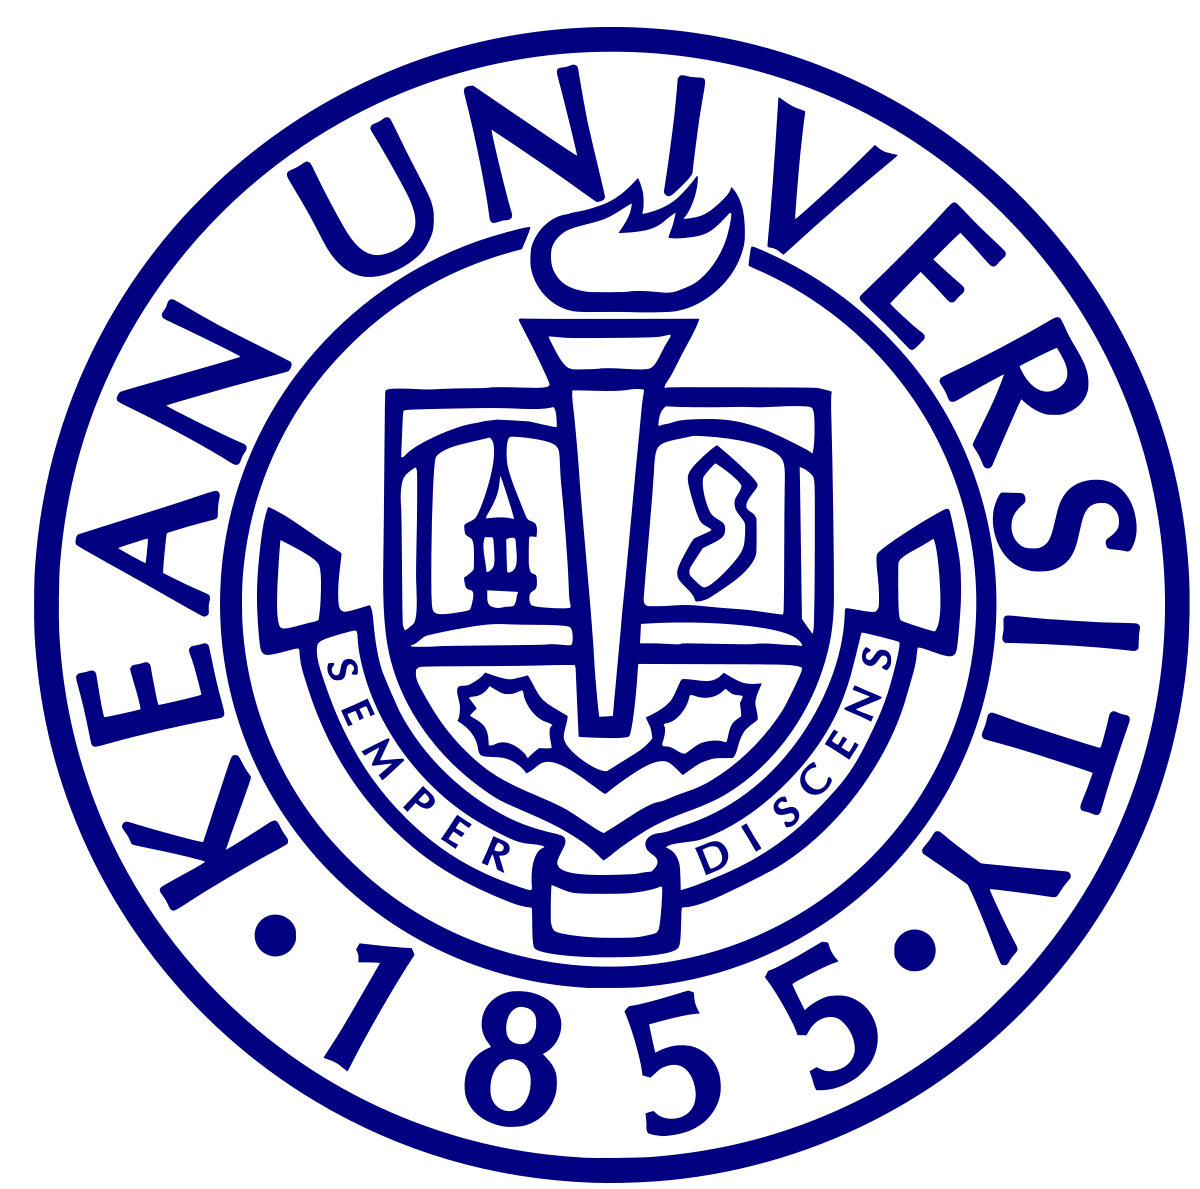 KEAN UNIVERSITY
• 1855 •
SEMPER DISCENS